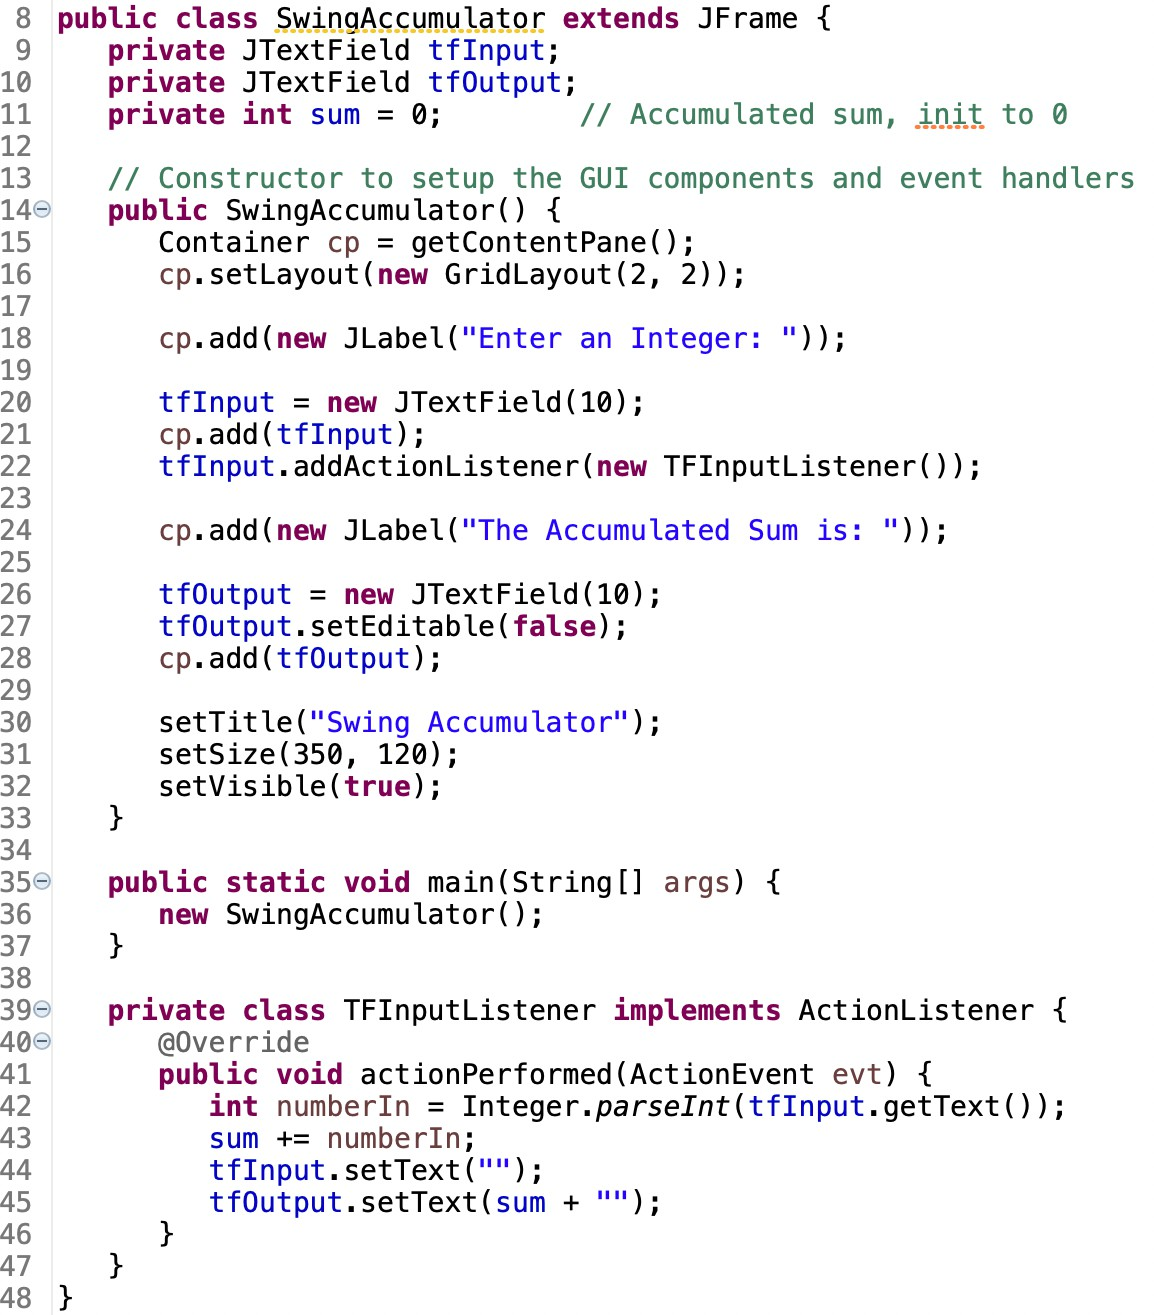 8 public class SwingAccumulator extends JFrame {
9    private JTextField tfInput;
10    private JTextField tfOutput;
11    private int sum = 0;        // Accumulated sum, init to 0
12
13    // Constructor to setup the GUI components and event handlers
14    public SwingAccumulator() {
15       Container cp = getContentPane();
16       cp.setLayout(new GridLayout(2, 2));
17
18       cp.add(new JLabel("Enter an Integer: "));
19
20       tfInput = new JTextField(10);
21       cp.add(tfInput);
22       tfInput.addActionListener(new TFInputListener());
23
24       cp.add(new JLabel("The Accumulated Sum is: "));
25
26       tfOutput = new JTextField(10);
27       tfOutput.setEditable(false);
28       cp.add(tfOutput);
29
30       setTitle("Swing Accumulator");
31       setSize(350, 120);
32       setVisible(true);
33    }
34
35    public static void main(String[] args) {
36       new SwingAccumulator();
37    }
38
39    private class TFInputListener implements ActionListener {
40       @Override
41       public void actionPerformed(ActionEvent evt) {
42          int numberIn = Integer.parseInt(tfInput.getText());
43          sum += numberIn;
44          tfInput.setText("");
45          tfOutput.setText(sum + "");
46       }
47    }
48 }